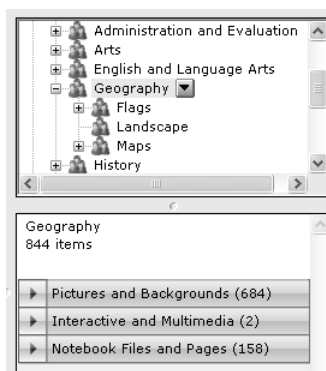 Administration and Evaluation
Arts
English and Language Arts
Geography
Flags
Landscape
Maps
History
Geography
844 items
Pictures and Backgrounds (684)
Interactive and Multimedia (2)
Notebook Files and Pages (158)